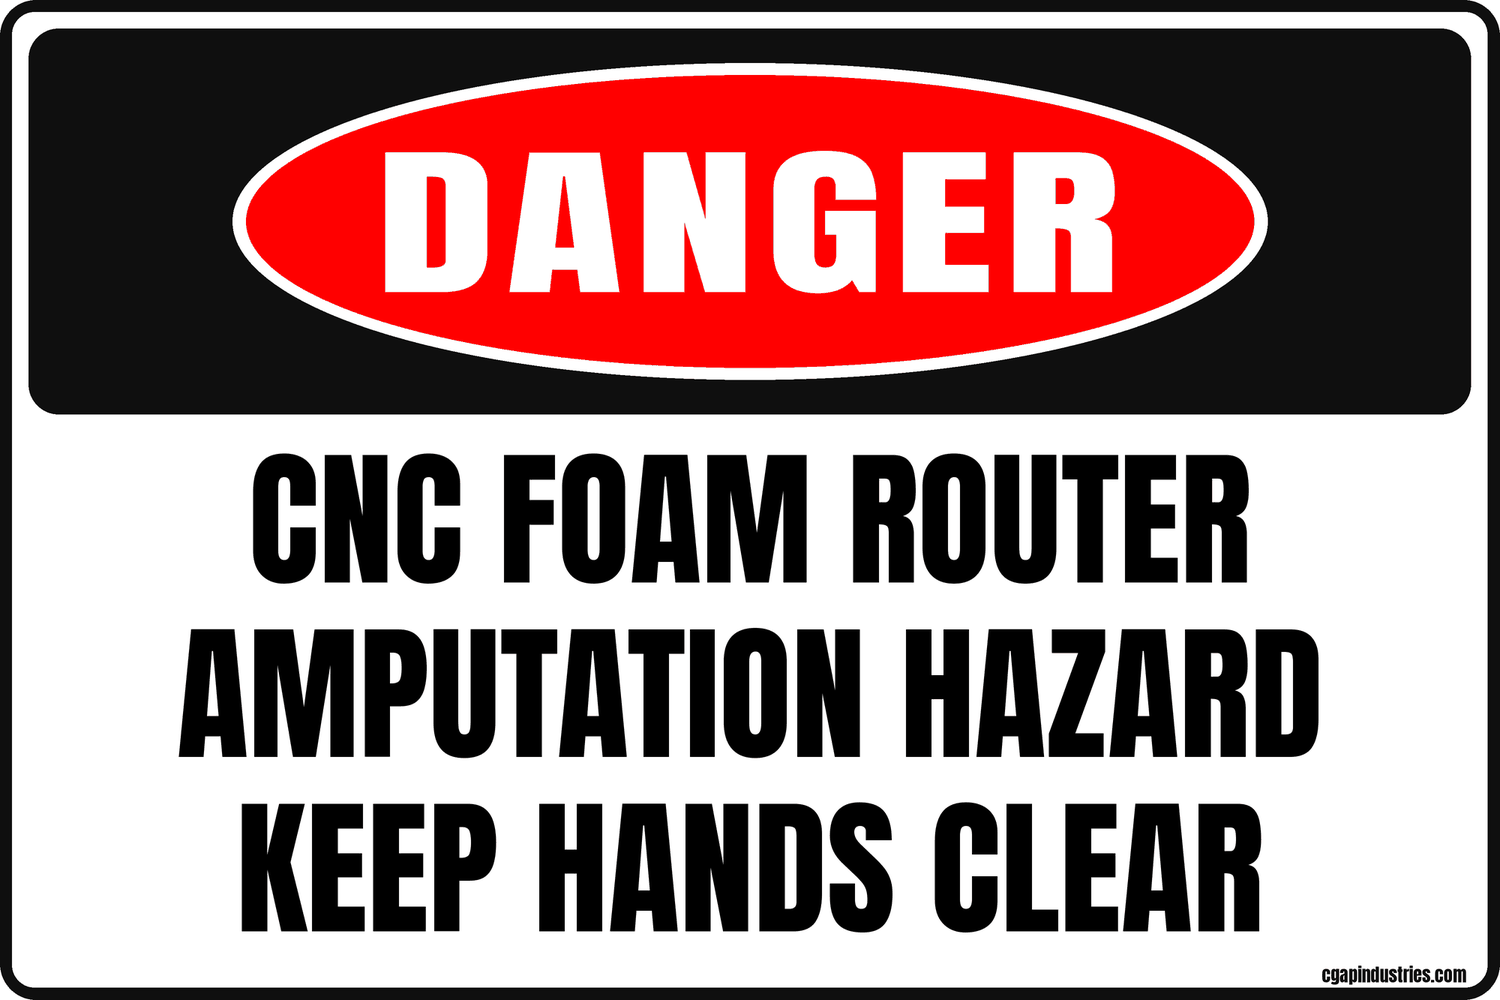 DANGER
CNC FOAM ROUTER
AMPUTATION HAZARD
KEEP HANDS CLEAR
cgapindustries.com